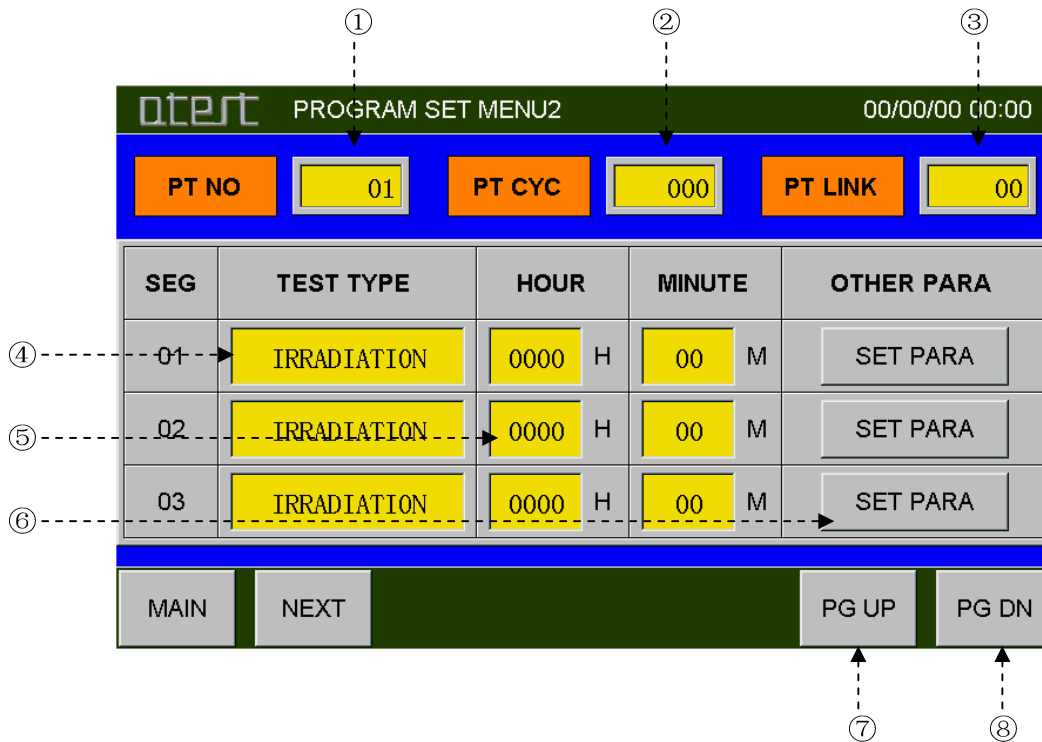 ① ② ③
atest PROGRAM SET MENU2 00/00/00 00:00
PT NO 01 PT CYC 000 PT LINK 00
SEG TEST TYPE HOUR MINUTE OTHER PARA
④ 01 IRRADIATION 0000 H 00 M SET PARA
⑤ 02 IRRADIATION 0000 H 00 M SET PARA
⑥ 03 IRRADIATION 0000 H 00 M SET PARA
MAIN NEXT PG UP PG DN
⑦ ⑧